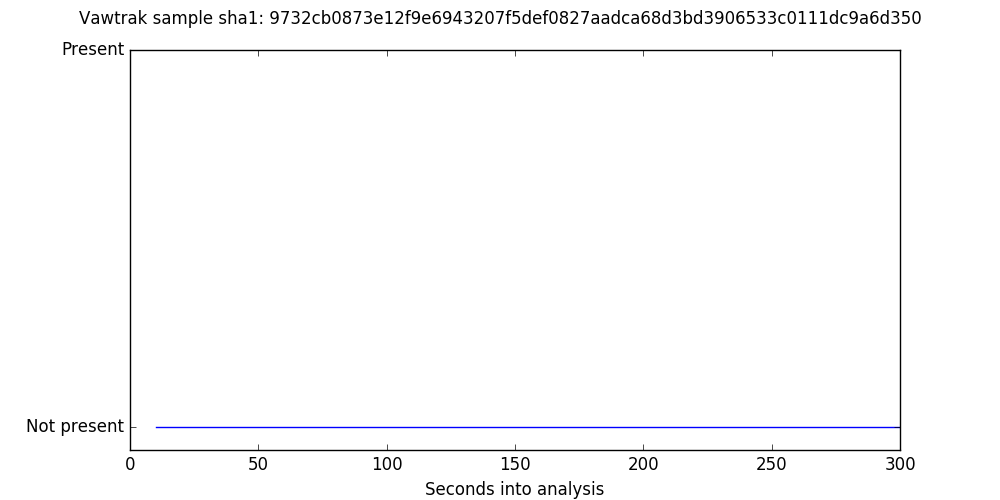 Vawtrak sample sha1: 9732cb0873e12f9e6943207f5def0827aadca68d3bd3906533c0111dc9a6d350
Present
Not present
0 50 100 150 200 250 300
Seconds into analysis